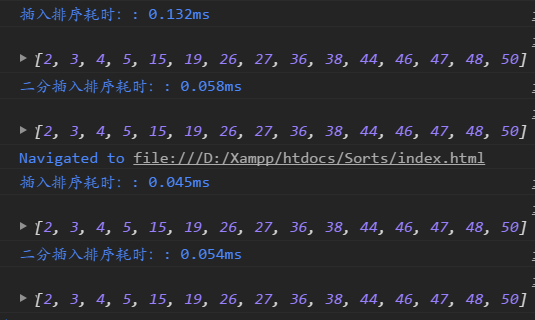 插入排序耗时：: 0.132ms
▶ [2, 3, 4, 5, 15, 19, 26, 27, 36, 38, 44, 46, 47, 48, 50]
二分插入排序耗时：: 0.058ms
▶ [2, 3, 4, 5, 15, 19, 26, 27, 36, 38, 44, 46, 47, 48, 50]
Navigated to file:///D:/Xampp/htdocs/Sorts/index.html
插入排序耗时：: 0.045ms
▶ [2, 3, 4, 5, 15, 19, 26, 27, 36, 38, 44, 46, 47, 48, 50]
二分插入排序耗时：: 0.054ms
▶ [2, 3, 4, 5, 15, 19, 26, 27, 36, 38, 44, 46, 47, 48, 50]